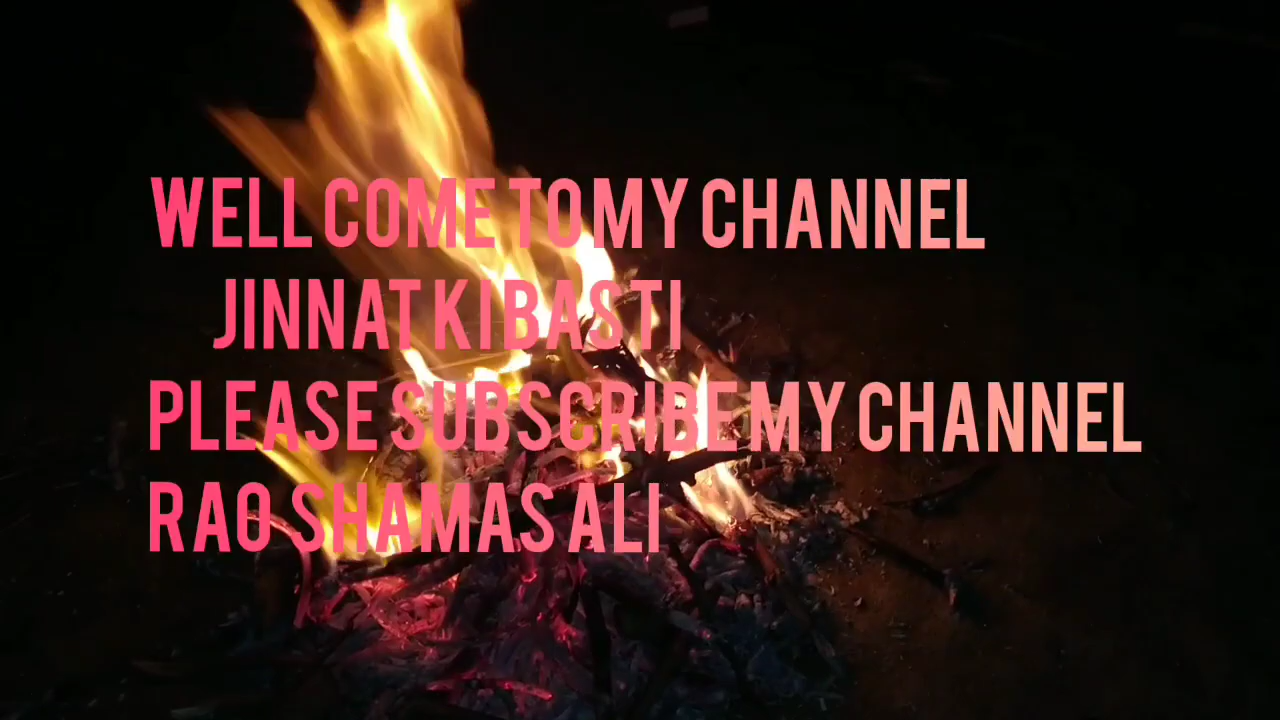 WELL COME TO MY CHANNEL
JINNAT KI BASTI
PLEASE SUBSCRIBE MY CHANNEL
RAO SHAMAS ALI